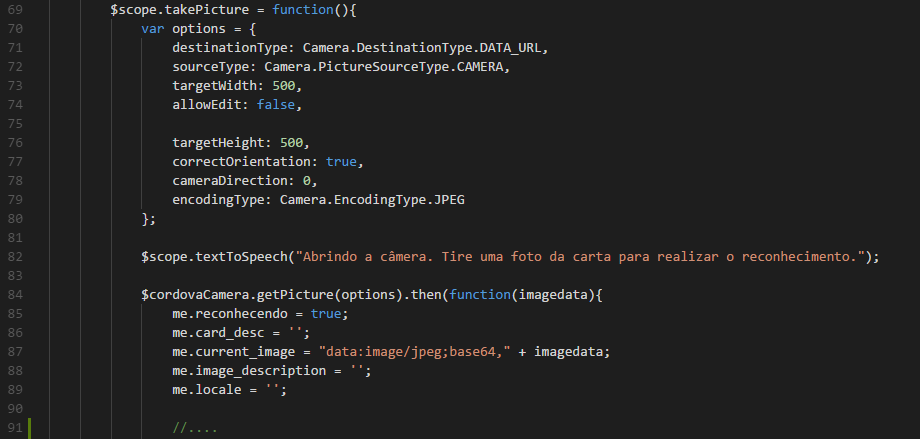 69 $scope.takePicture = function(){
70 var options = {
71 destinationType: Camera.DestinationType.DATA_URL,
72 sourceType: Camera.PictureSourceType.CAMERA,
73 targetWidth: 500,
74 allowEdit: false,
75
76 targetHeight: 500,
77 correctOrientation: true,
78 cameraDirection: 0,
79 encodingType: Camera.EncodingType.JPEG
80 };
81
82 $scope.textToSpeech("Abrindo a câmera. Tire uma foto da carta para realizar o reconhecimento.");
83
84 $cordovaCamera.getPicture(options).then(function(imagedata){
85 me.reconhecendo = true;
86 me.card_desc = '';
87 me.current_image = "data:image/jpeg;base64," + imagedata;
88 me.image_description = '';
89 me.locale = '';
90
91 //....